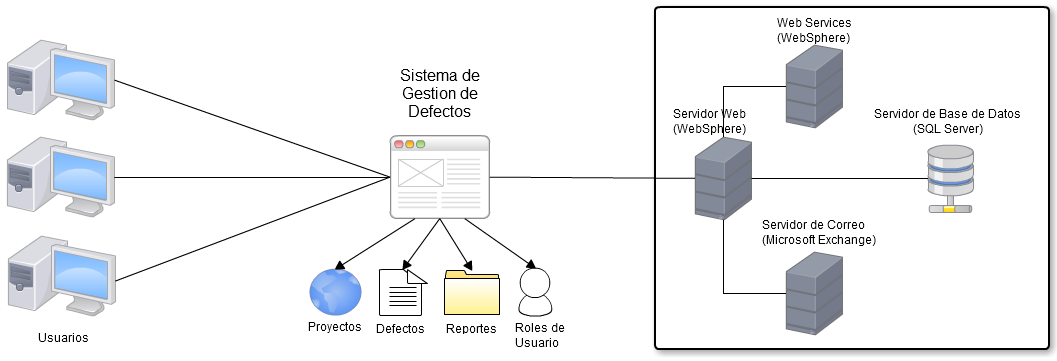 Sistema de
Gestion de
Defectos
Usuarios
Proyectos
Defectos
Reportes
Roles de
Usuario
Web Services
(WebSphere)
Servidor Web
(WebSphere)
Servidor de Base de Datos
(SQL Server)
Servidor de Correo
(Microsoft Exchange)